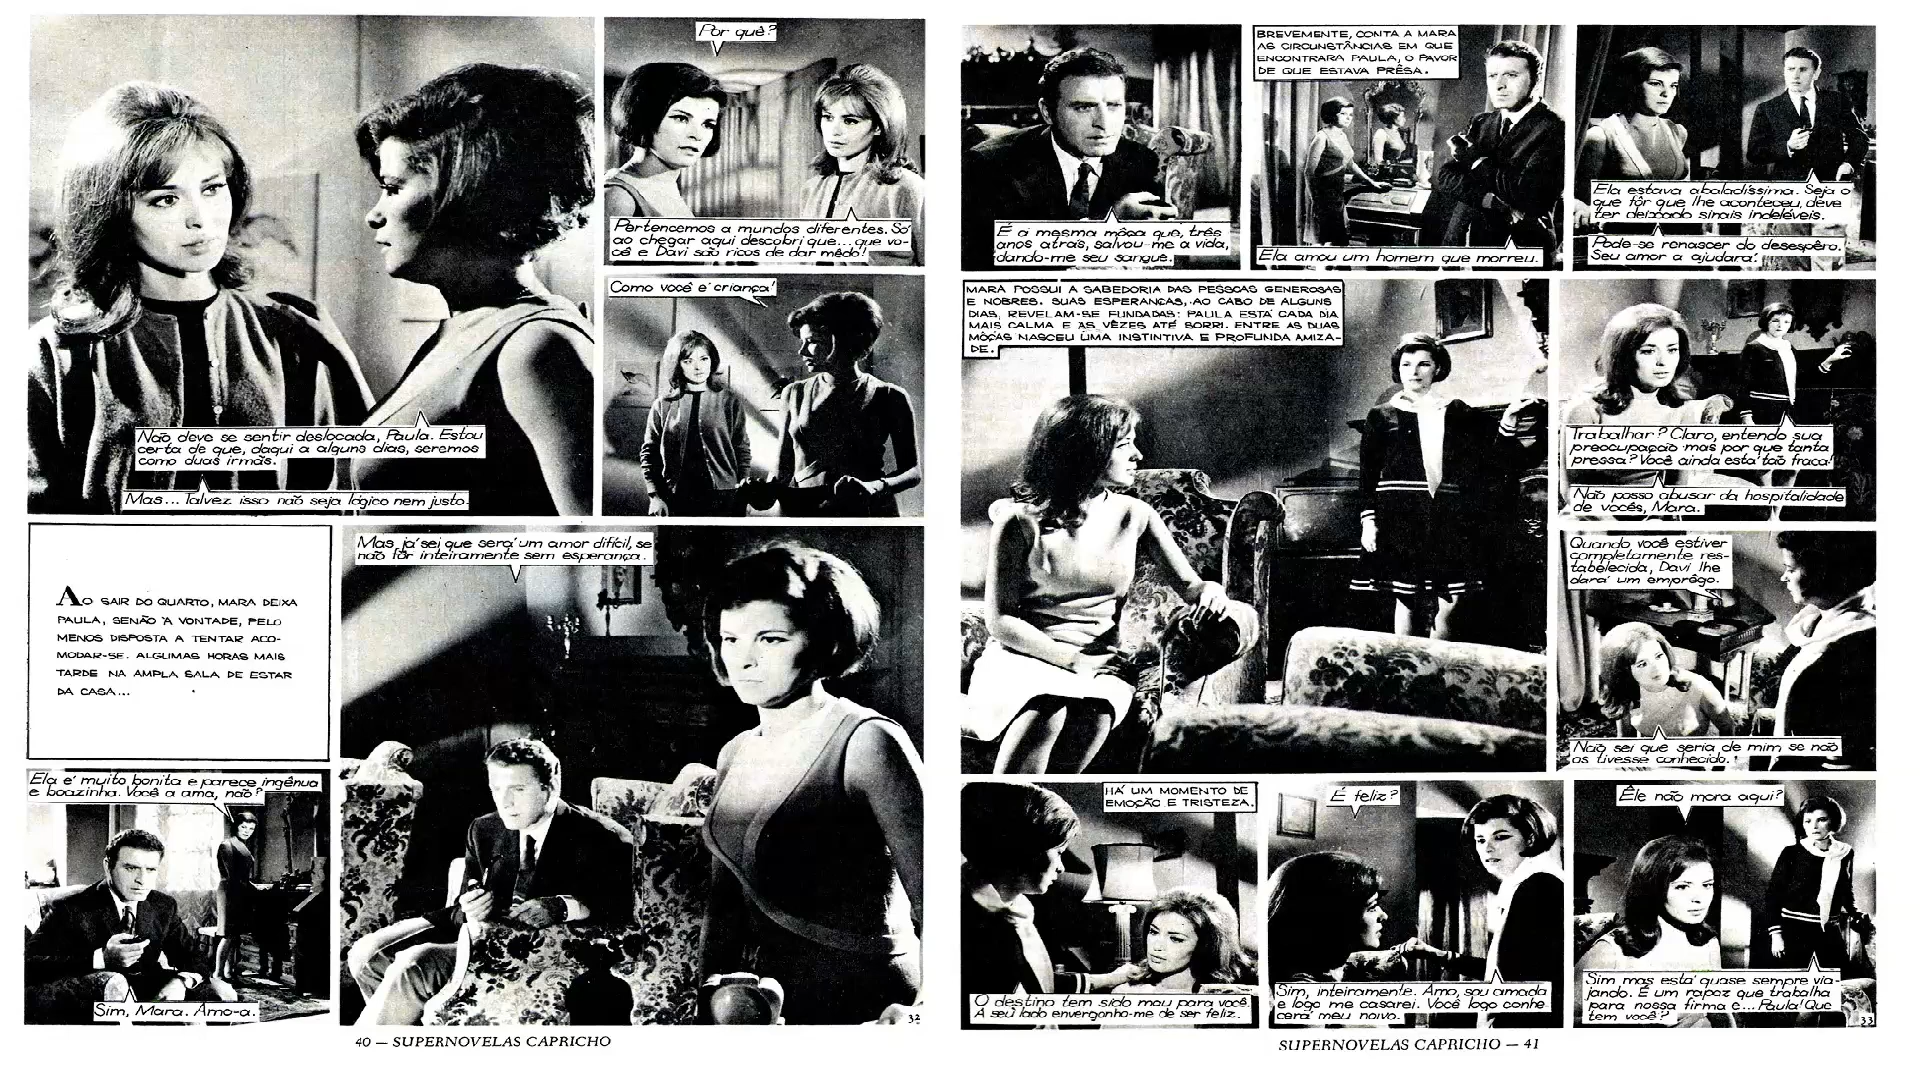 Não deve se sentir deslocada, Paula. Estou
certa de que, daqui a alguns dias, seremos
como duas irmãs.
Mas... Talvez isso não seja lógico nem justo.
Por quê?
Pertencemos a mundos diferentes. Só
ao chegar aqui descobri que... que vo-
cê e Davi são ricos de dar mêdo!
Como você é criança!
AO SAIR DO QUARTO, MARA DEIXA
PAULA, SENÃO À VONTADE, PELO
MENOS DISPOSTA A TENTAR ACO-
MODAR-SE. ALGUMAS HORAS MAIS
TARDE NA AMPLA SALA DE ESTAR
DA CASA...
Mas já sei que será um amor difícil, se
não fôr inteiramente sem esperança.
Ela é muito bonita e parece ingênua
e boazinha. Você a ama, não?
Sim, Mara. Amo-a.
32
40 — SUPERNOVELAS CAPRICHO
É a mesma môça que, três
anos atrás, salvou-me a vida,
dando-me seu sangue.
BREVEMENTE, CONTA A MARA
AS CIRCUNSTÂNCIAS EM QUE
ENCONTRARA PAULA, O PAVOR
DE QUE ESTAVA PRÊSA.
Ela amou um homem que morreu.
Ela estava abaladíssima. Seja o
que fôr que lhe aconteceu, deve
ter deixado sinais indeléveis.
Pode-se renascer do desespêro.
Seu amor a ajudará.
MARA POSSUI A SABEDORIA DAS PESSOAS GENEROSAS
E NOBRES. SUAS ESPERANÇAS, AO CABO DE ALGUNS
DIAS, REVELAM-SE FUNDADAS: PAULA ESTÁ CADA DIA
MAIS CALMA E AS VÊZES ATÉ SORRI. ENTRE AS DUAS
MÔÇAS NASCEU UMA INSTINTIVA E PROFUNDA AMIZA-
DE.
Trabalhar? Claro, entendo sua
preocupação mas por que tanta
pressa? Você ainda está tão fraca!
Não posso abusar da hospitalidade
de vocês, Mara.
Quando você estiver
completamente res-
tabelecida, Davi lhe
dará um emprêgo.
Não sei que seria de mim se não
os tivesse conhecido.
HÁ UM MOMENTO DE
EMOÇÃO E TRISTEZA.
O destino tem sido mau para você.
A seu lado envergonho-me de ser feliz.
É feliz?
Sim, inteiramente. Amo, sou amada
e logo me casarei. Você logo conhe
cerá meu noivo.
Êle não mora aqui?
Sim, mas está quase sempre via-
jando. É um rapaz que trabalha
para nossa firma e... Paula! Que
tem você?
33
SUPERNOVELAS CAPRICHO — 41